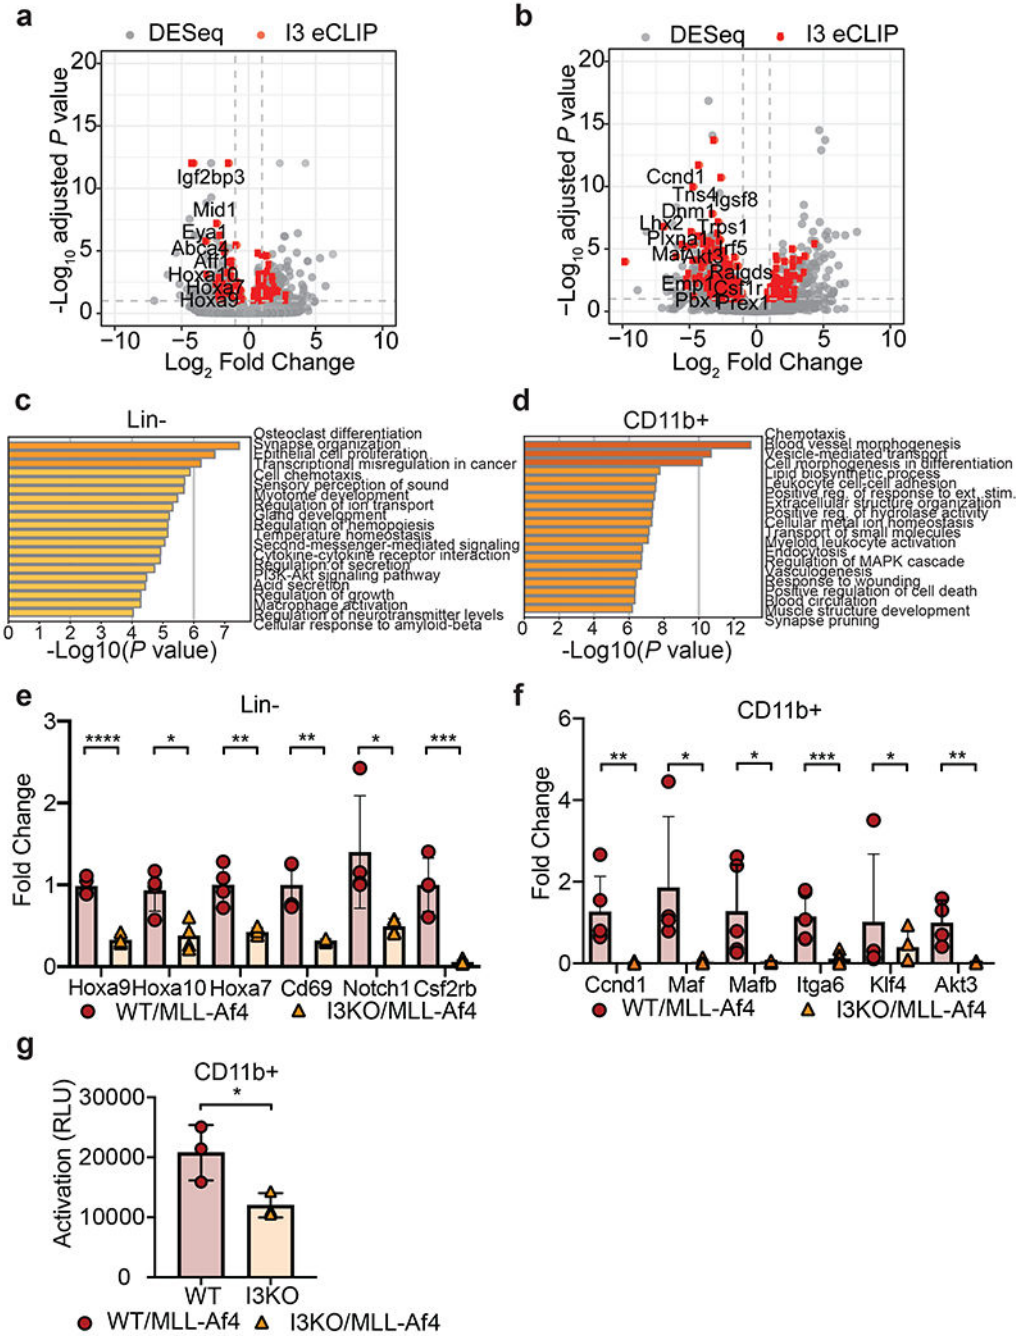 a
DESeq
I3 eCLIP
20
15
10
5
0
-Log10 adjusted P value
Igf2bp3
Mid1
Eya1
Abca4
Aff1
Hoxa10
Hoxa7
Hoxa9
−10
−5
0
5
10
Log2 Fold Change
b
DESeq
I3 eCLIP
20
15
10
5
0
-Log10 adjusted P value
Ccnd1
Tns4
Igsf8
Dnm1
Lhx2
Trps1
Plxna1
Irf5
Maf
Akt3
Ralgds
Emp1
Csf1r
Pbx1
Prex1
−10
−5
0
5
10
Log2 Fold Change
c
Lin-
Osteoclast differentiation
Synapse organization
Epithelial cell proliferation
Transcriptional misregulation in cancer
Cell chemotaxis
Sensory perception of sound
Myotome development
Regulation of ion transport
Gland development
Regulation of hemopoiesis
Temperature homeostasis
Second-messenger-mediated signaling
Cytokine-cytokine receptor interaction
Regulation of secretion
PI3K-Akt signaling pathway
Acid secretion
Regulation of growth
Macrophage activation
Regulation of neurotransmitter levels
Cellular response to amyloid-beta
0 1 2 3 4 5 6 7
-Log10(P value)
d
CD11b+
Chemotaxis
Blood vessel morphogenesis
Vesicle-mediated transport
Cell morphogenesis in differentiation
Lipid biosynthetic process
Leukocyte cell-cell adhesion
Positive reg. of response to ext. stim.
Extracellular structure organization
Positive reg. of hydrolase activity
Cellular metal ion homeostasis
Transport of small molecules
Myeloid leukocyte activation
Endocytosis
Regulation of MAPK cascade
Vasculogenesis
Response to wounding
Positive regulation of cell death
Blood circulation
Muscle structure development
Synapse pruning
0 2 4 6 8 10 12
-Log10(P value)
e
Lin-
3
2
1
0
Fold Change
**** * ** ** * ***
Hoxa9 Hoxa10 Hoxa7 Cd69 Notch1 Csf2rb
WT/MLL-Af4
I3KO/MLL-Af4
f
CD11b+
6
4
2
0
Fold Change
** * * *** * **
Ccnd1 Maf Mafb Itga6 Klf4 Akt3
WT/MLL-Af4
I3KO/MLL-Af4
g
CD11b+
*
30000
20000
10000
0
Activation (RLU)
WT I3KO
WT/MLL-Af4
I3KO/MLL-Af4